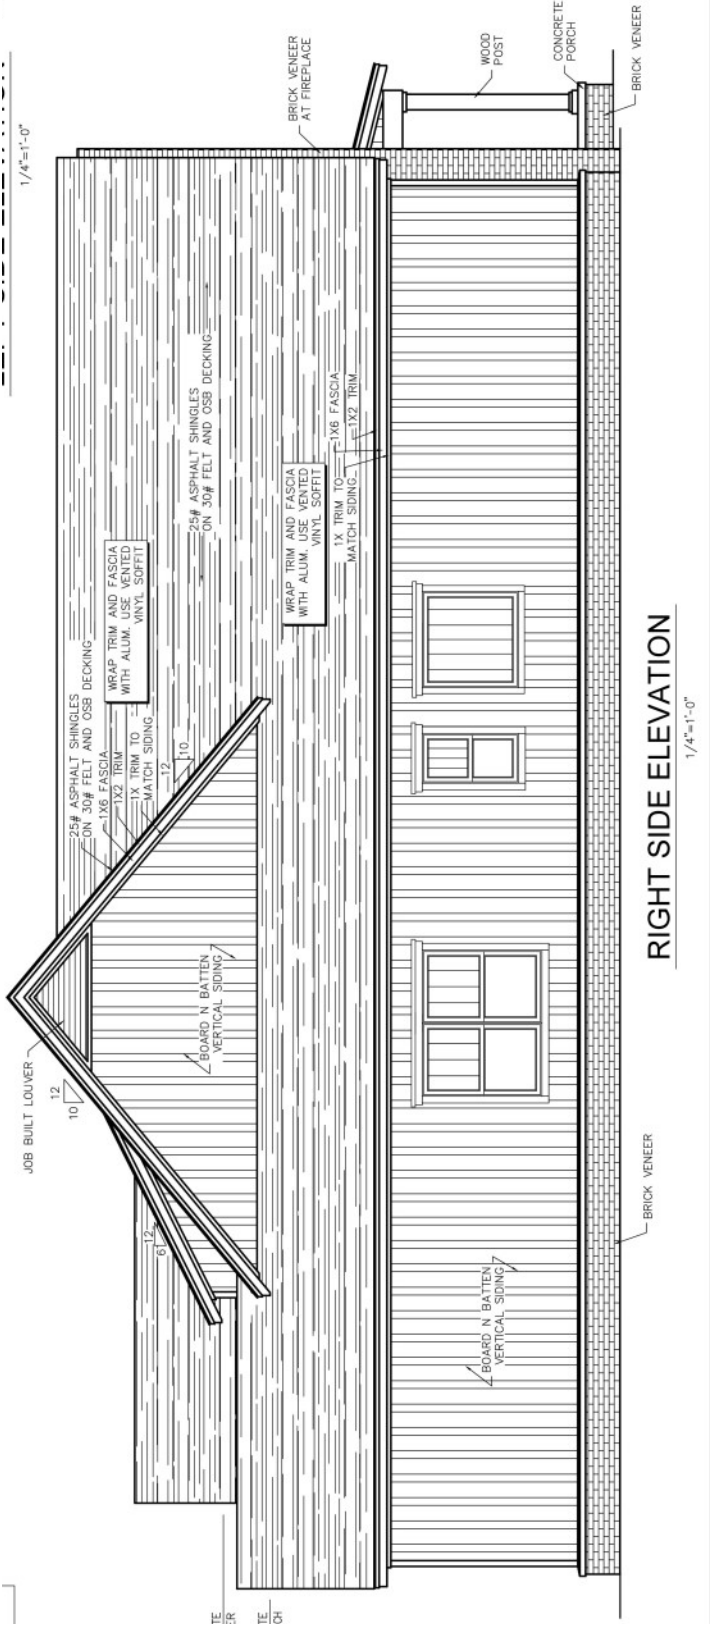 1/4"=1'-0"
JOB BUILT LOUVER
12
10
25# ASPHALT SHINGLES
ON 30# FELT AND OSB DECKING
1X6 FASCIA
1X2 TRIM
1X TRIM TO
MATCH SIDING
WRAP TRIM AND FASCIA
WITH ALUM. USE VENTED
VINYL SOFFIT
12
10
25# ASPHALT SHINGLES
ON 30# FELT AND OSB DECKING
BRICK VENEER
AT FIREPLACE
12
6
BOARD N BATTEN
VERTICAL SIDING
WRAP TRIM AND FASCIA
WITH ALUM. USE VENTED
VINYL SOFFIT
1X TRIM TO
MATCH SIDING
1X6 FASCIA
1X2 TRIM
WOOD
POST
CONCRETE
PORCH
BRICK VENEER
TE
ER
TE
CH
BOARD N BATTEN
VERTICAL SIDING
BRICK VENEER
RIGHT SIDE ELEVATION
1/4"=1'-0"